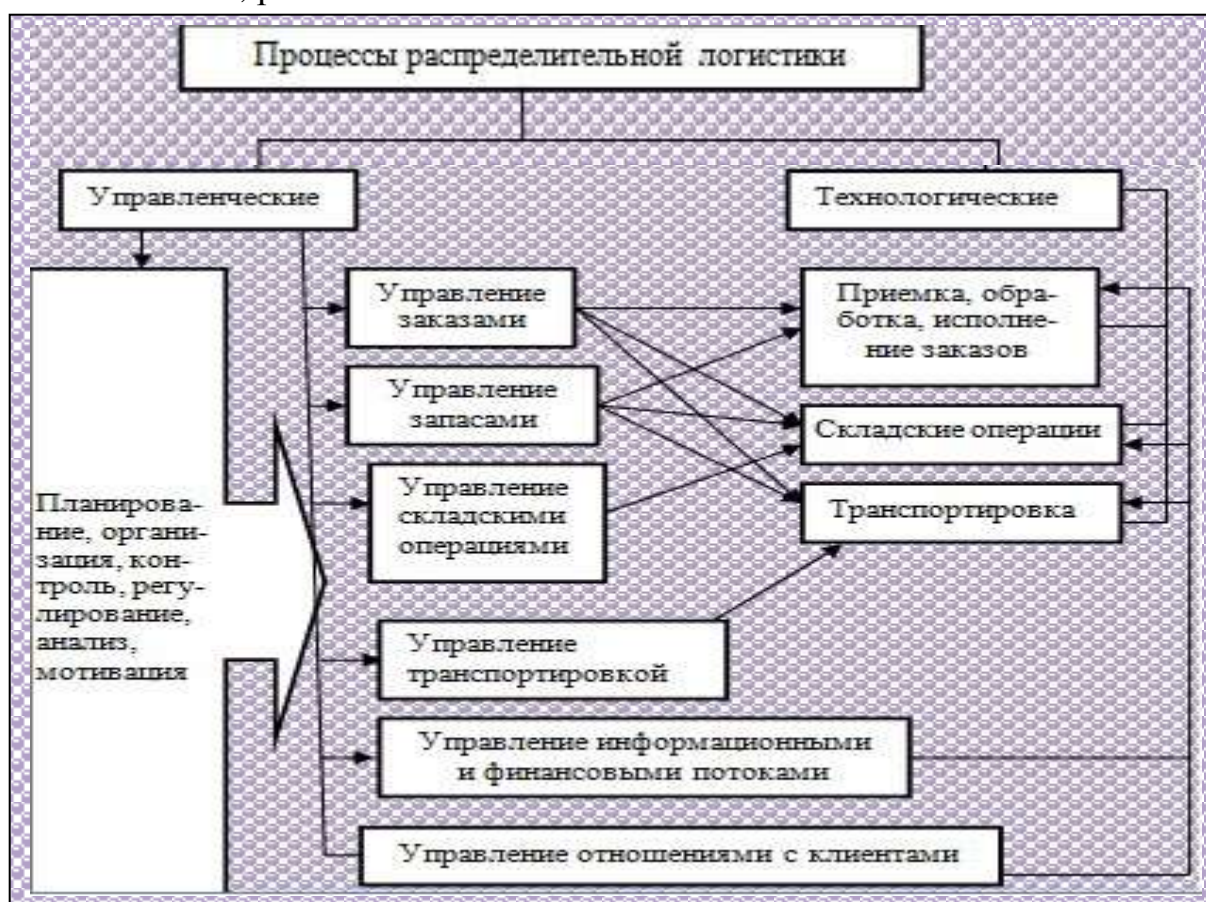 Процессы распределительной логистики
Управленческие
Технологические
Управление
заказами
Приемка, обра-
ботка, исполне-
ние заказов
Управление
запасами
Складские операции
Управление
складскими
операциями
Транспортировка
Планирова-
ние, органи-
зация, кон-
троль, регу-
лирование,
анализ,
мотивация
Управление
транспортировкой
Управление информационными
и финансовыми потоками
Управление отношениями с клиентами